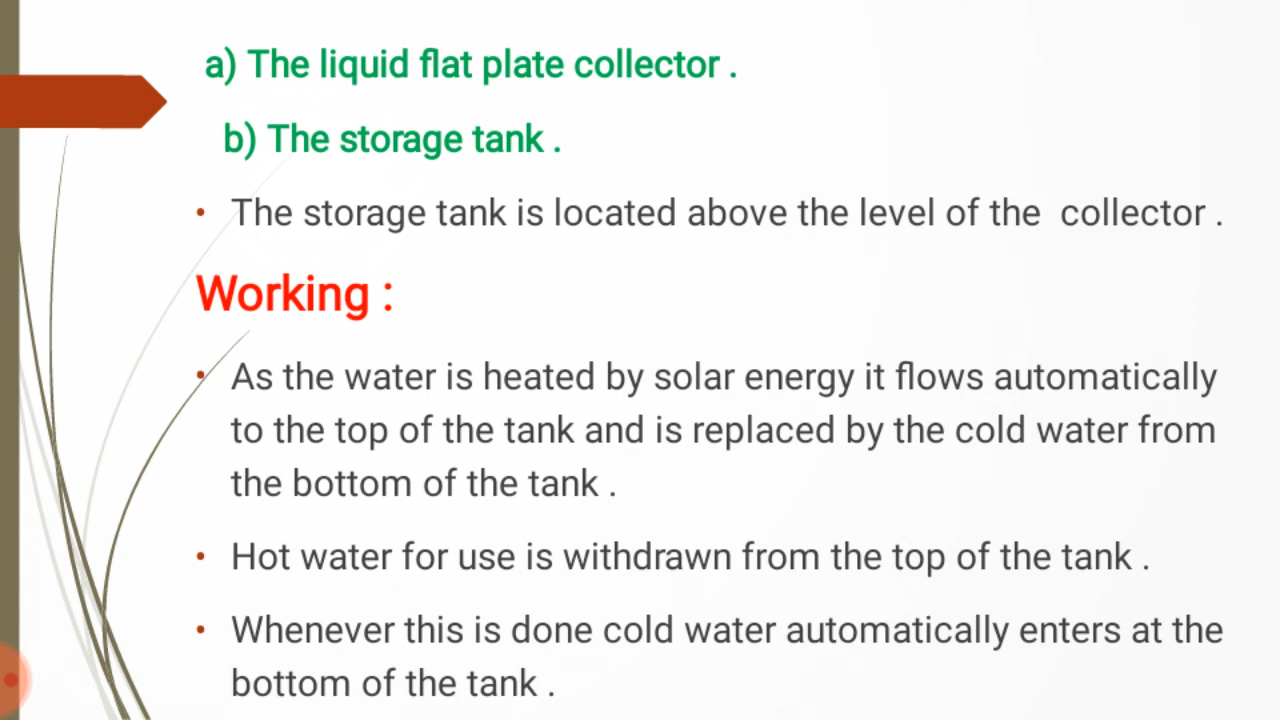 a) The liquid flat plate collector .
b) The storage tank .
• The storage tank is located above the level of the collector .
Working :
• As the water is heated by solar energy it flows automatically
to the top of the tank and is replaced by the cold water from
the bottom of the tank .
• Hot water for use is withdrawn from the top of the tank .
• Whenever this is done cold water automatically enters at the
bottom of the tank .